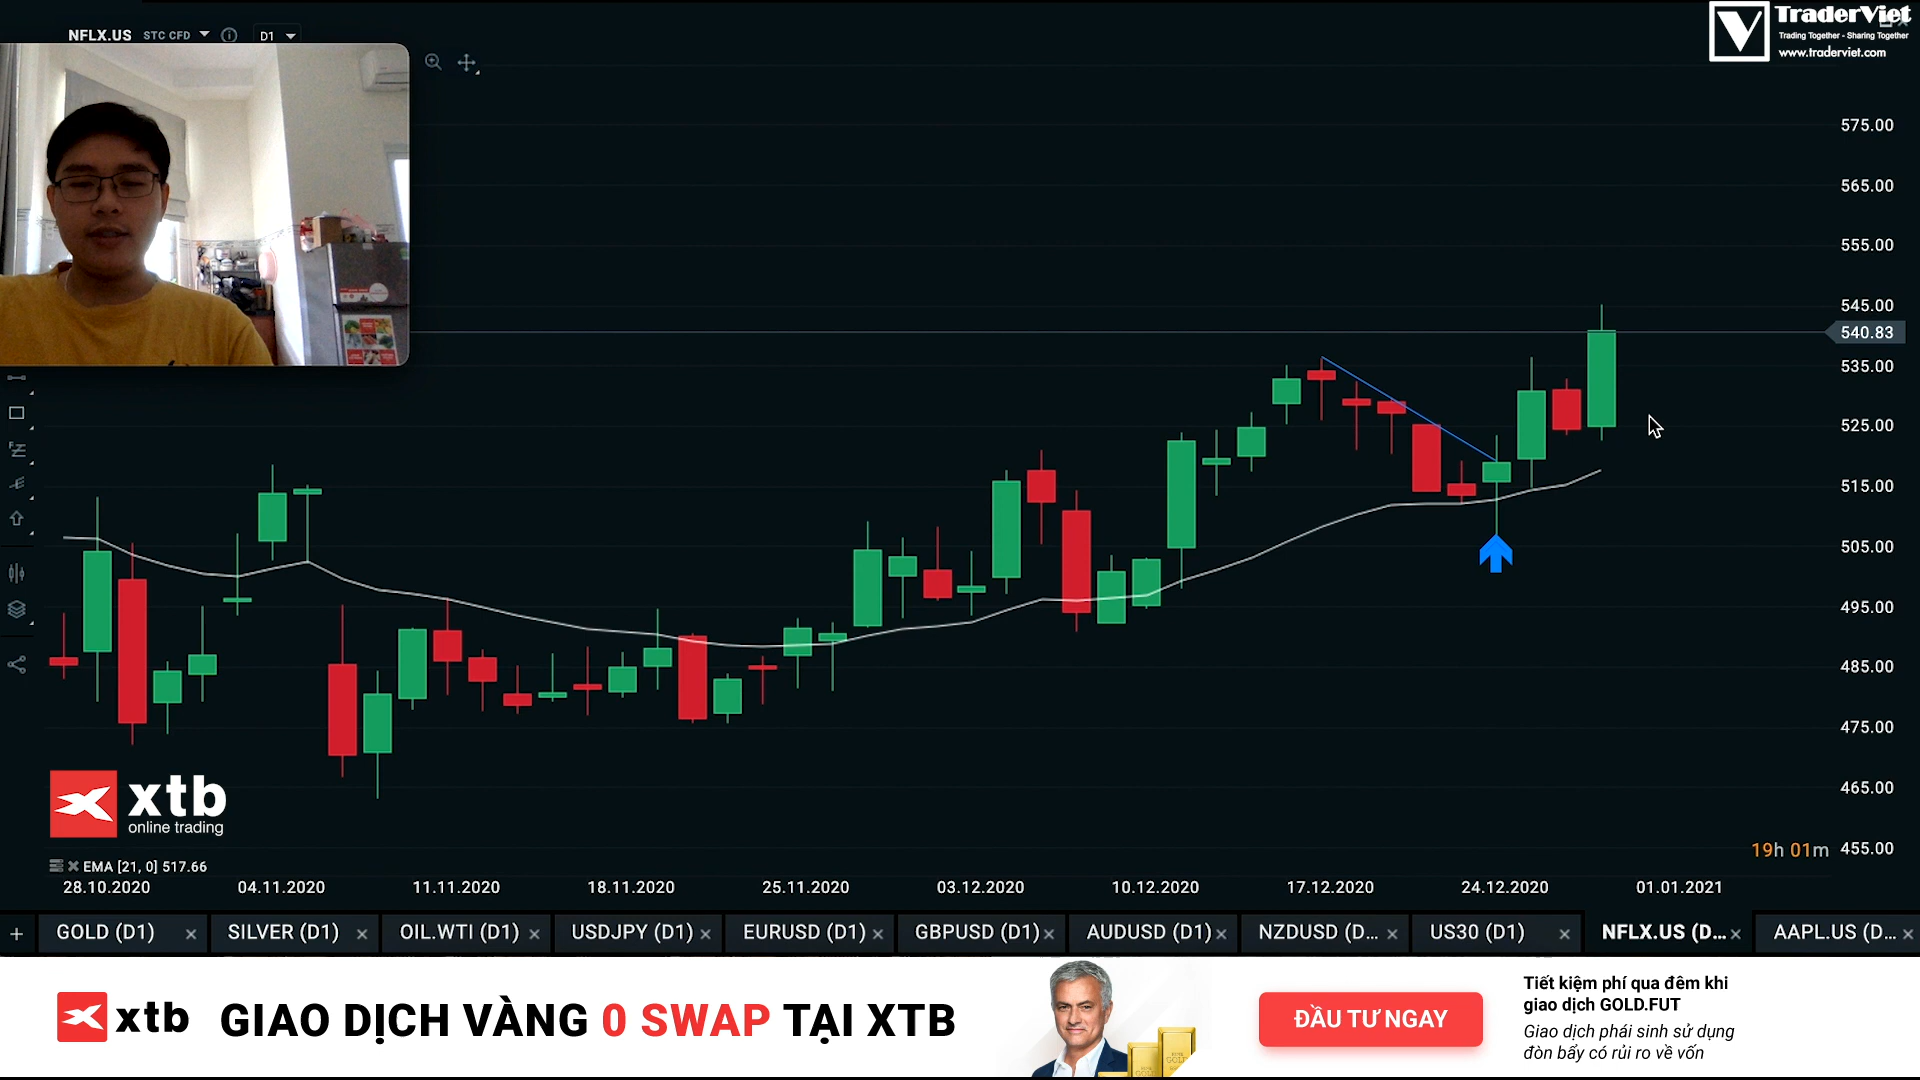 NFLX.US STC CFD D1
TraderViet
Trading Together - Sharing Together
www.traderviet.com
575.00
565.00
555.00
545.00
540.83
535.00
525.00
515.00
505.00
495.00
485.00
475.00
465.00
19h 01m 455.00
xtb
online trading
EMA [21, 0] 517.66
28.10.2020 04.11.2020 11.11.2020 18.11.2020 25.11.2020 03.12.2020 10.12.2020 17.12.2020 24.12.2020 01.01.2021
GOLD (D1) SILVER (D1) OIL.WTI (D1) USDJPY (D1) EURUSD (D1) GBPUSD (D1) AUDUSD (D1) NZDUSD (D... US30 (D1) NFLX.US (D... AAPL.US (D...
xtb GIAO DỊCH VÀNG 0 SWAP TẠI XTB
ĐẦU TƯ NGAY
Tiết kiệm phí qua đêm khi
giao dịch GOLD.FUT
Giao dịch phái sinh sử dụng
đòn bẩy có rủi ro về vốn